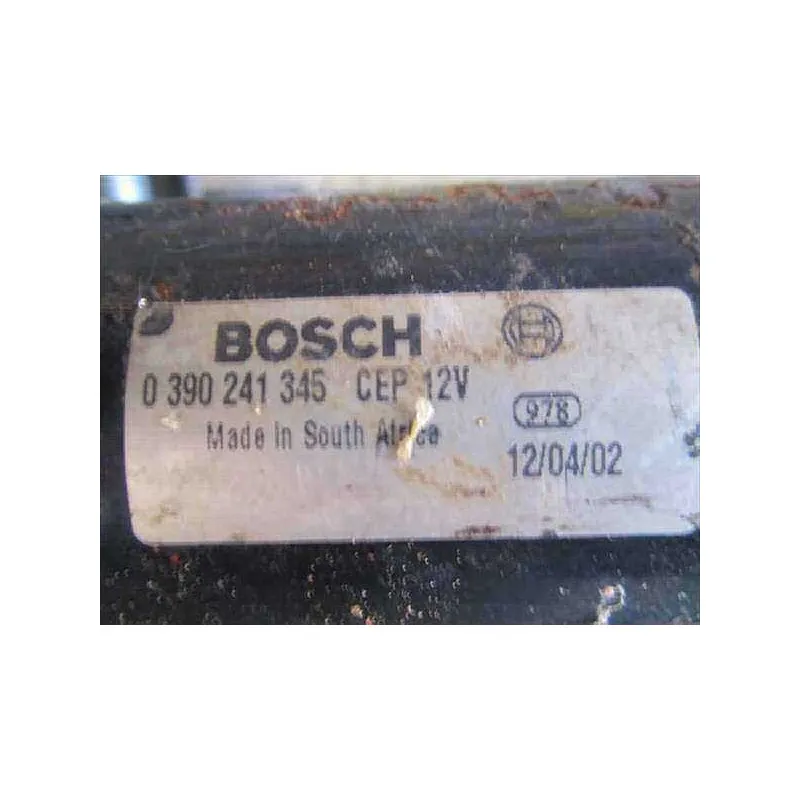 BOSCH
0 390 241 345 CEP 12V
Made in South Africa
978
12/04/02